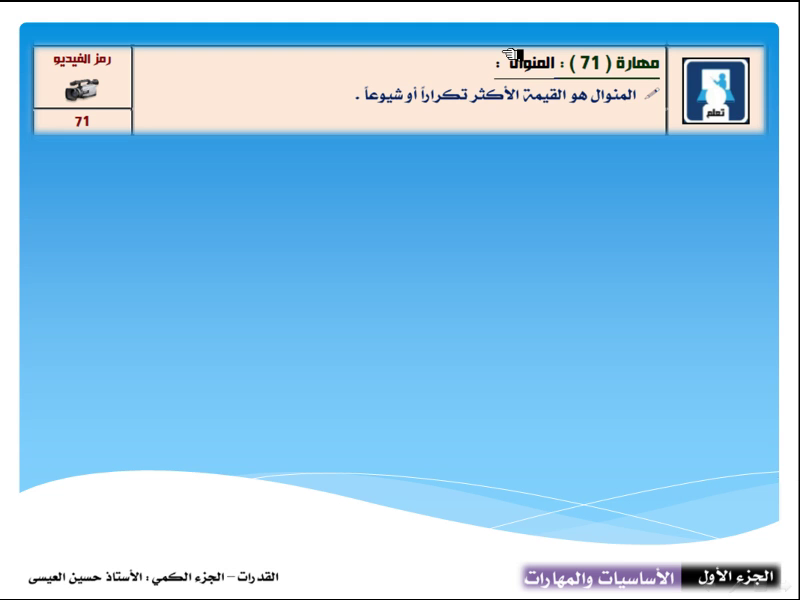 مهارة ( 71 ) : المنوال :
المنوال هو القيمة الأكثر تكراراً أو شيوعاً .
تعلم
رمز الفيديو
71
الجزء الأول
الأساسيات والمهارات
القدرات – الجزء الكمي : الأستاذ حسين العيسى